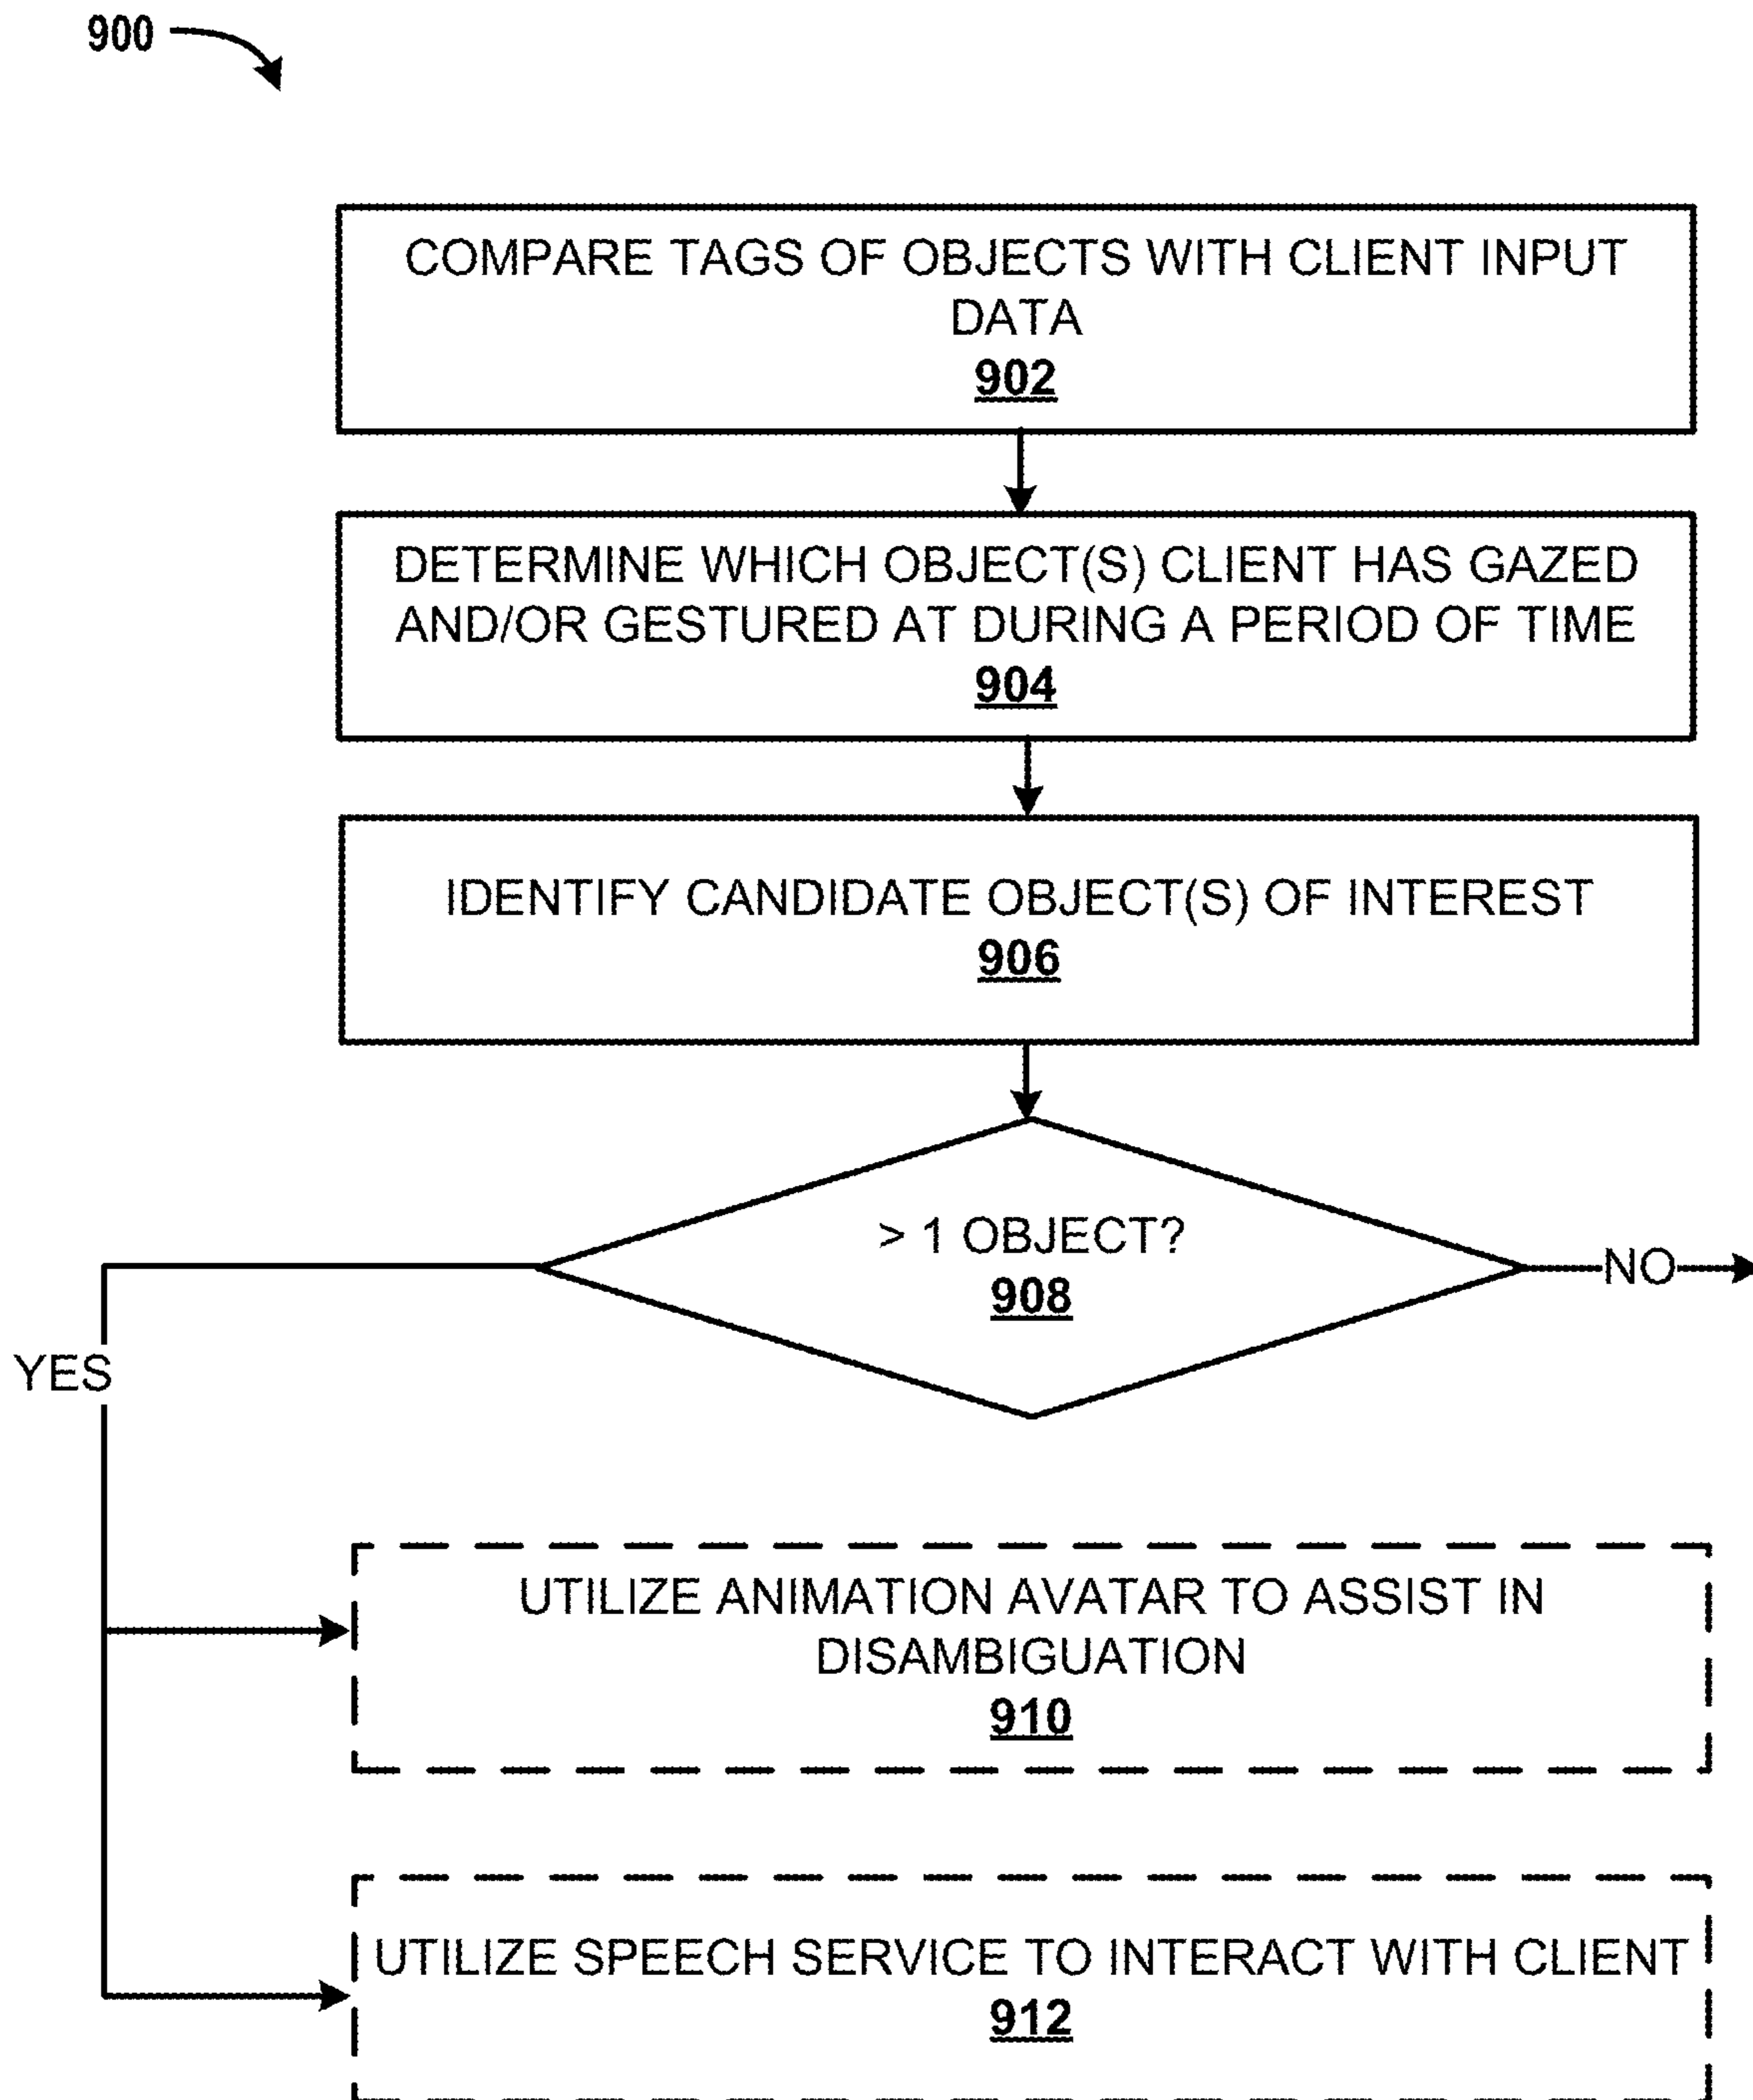 900
COMPARE TAGS OF OBJECTS WITH CLIENT INPUT
DATA
902
DETERMINE WHICH OBJECT(S) CLIENT HAS GAZED
AND/OR GESTURED AT DURING A PERIOD OF TIME
904
IDENTIFY CANDIDATE OBJECT(S) OF INTEREST
906
> 1 OBJECT?
908
NO
YES
UTILIZE ANIMATION AVATAR TO ASSIST IN
DISAMBIGUATION
910
UTILIZE SPEECH SERVICE TO INTERACT WITH CLIENT
912